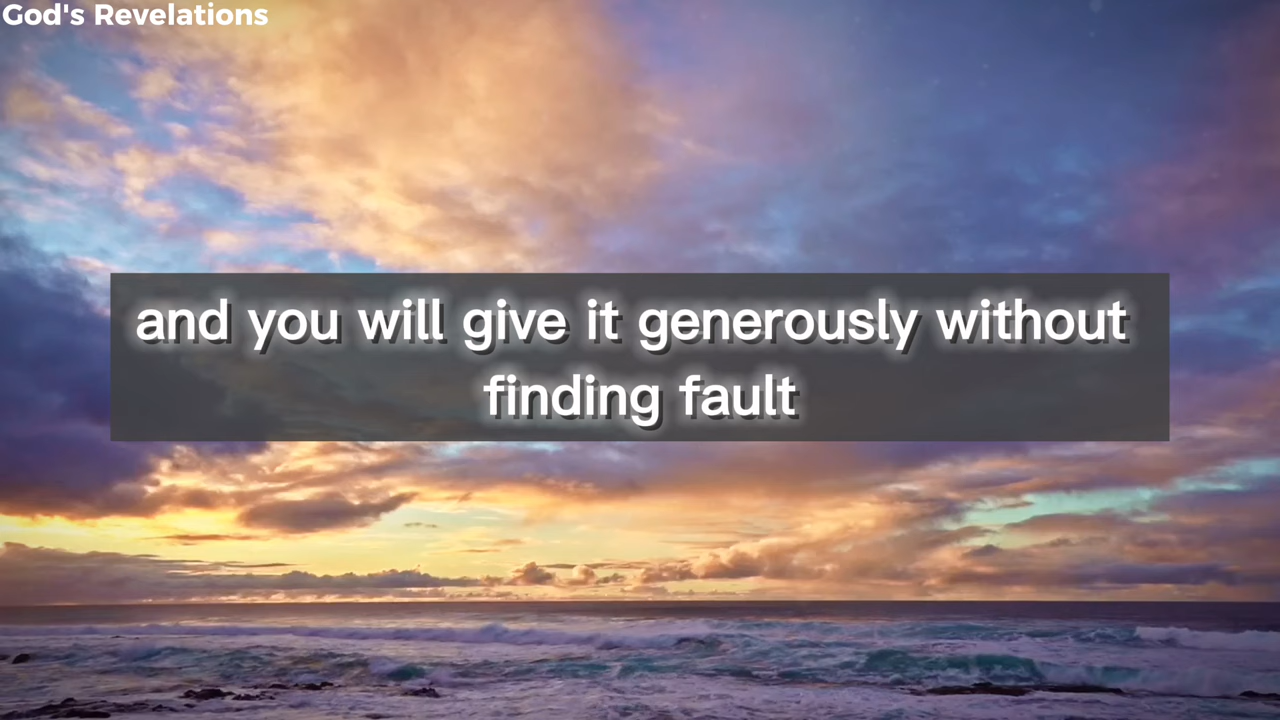 God's Revelations
and you will give it generously without
finding fault